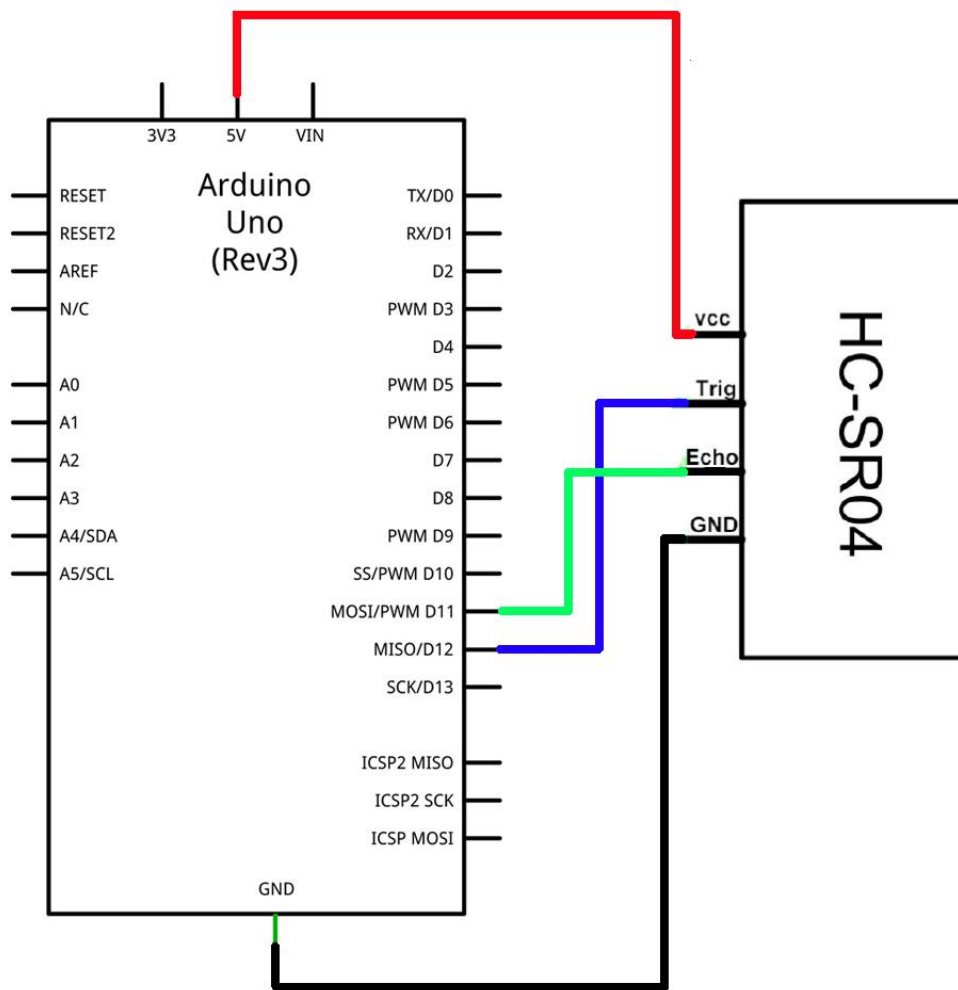 3V3 5V VIN
Arduino
Uno
(Rev3)
RESET
RESET2
AREF
N/C
A0
A1
A2
A3
A4/SDA
A5/SCL
TX/D0
RX/D1
D2
PWM D3
D4
PWM D5
PWM D6
D7
D8
PWM D9
SS/PWM D10
MOSI/PWM D11
MISO/D12
SCK/D13
ICSP2 MISO
ICSP2 SCK
ICSP MOSI
GND
vcc
Trig
Echo
GND
HC-SR04